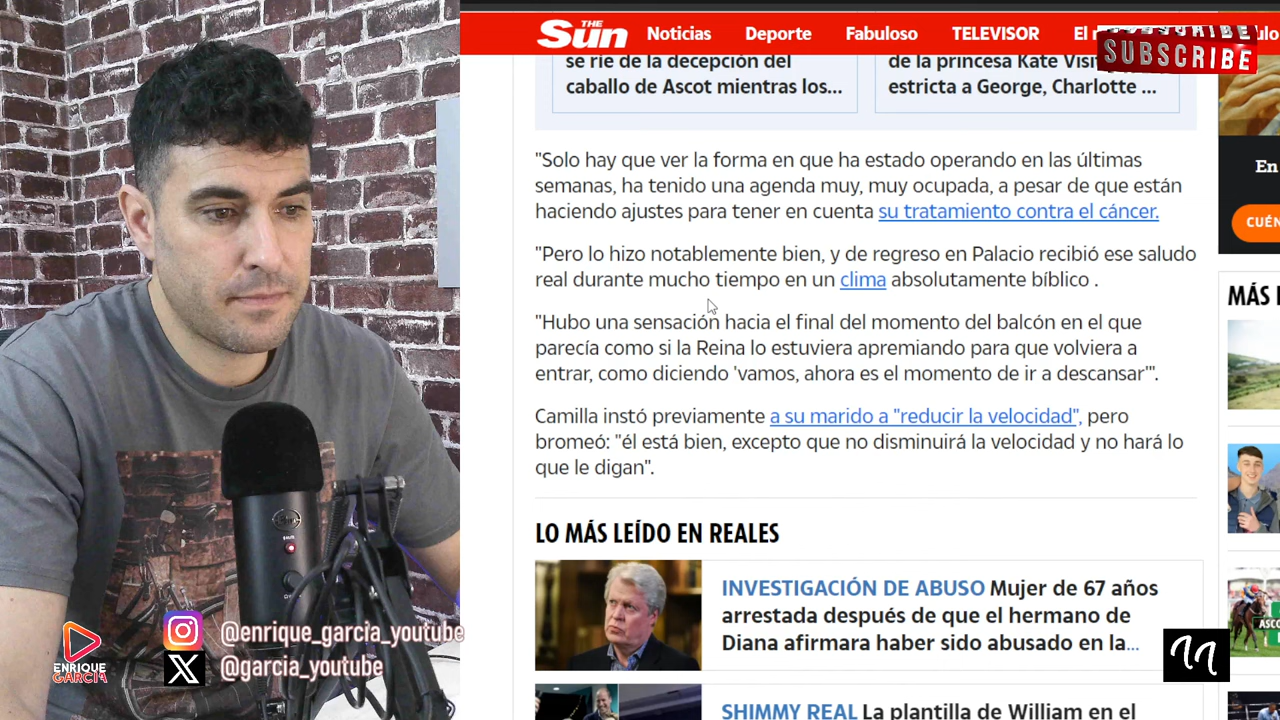 THE Sun
Noticias Deporte Fabuloso TELEVISOR
SUBSCRIBE
se ríe de la decepción del
caballo de Ascot mientras los...
de la princesa Kate
estricta a George, Charlotte ...
"Solo hay que ver la forma en que ha estado operando en las últimas
semanas, ha tenido una agenda muy, muy ocupada, a pesar de que están
haciendo ajustes para tener en cuenta su tratamiento contra el cáncer.
"Pero lo hizo notablemente bien, y de regreso en Palacio recibió ese saludo
real durante mucho tiempo en un clima absolutamente bíblico .
"Hubo una sensación hacia el final del momento del balcón en el que
parecía como si la Reina lo estuviera apremiando para que volviera a
entrar, como diciendo 'vamos, ahora es el momento de ir a descansar'".
Camilla instó previamente a su marido a "reducir la velocidad", pero
bromeó: "él está bien, excepto que no disminuirá la velocidad y no hará lo
que le digan".
LO MÁS LEÍDO EN REALES
INVESTIGACIÓN DE ABUSO Mujer de 67 años
arrestada después de que el hermano de
Diana afirmara haber sido abusado en la...
SHIMMY REAL La plantilla de William en el
En
MÁS
ENRIQUE
GARCIA
@enrique_garcia_youtube
@garcia_youtube